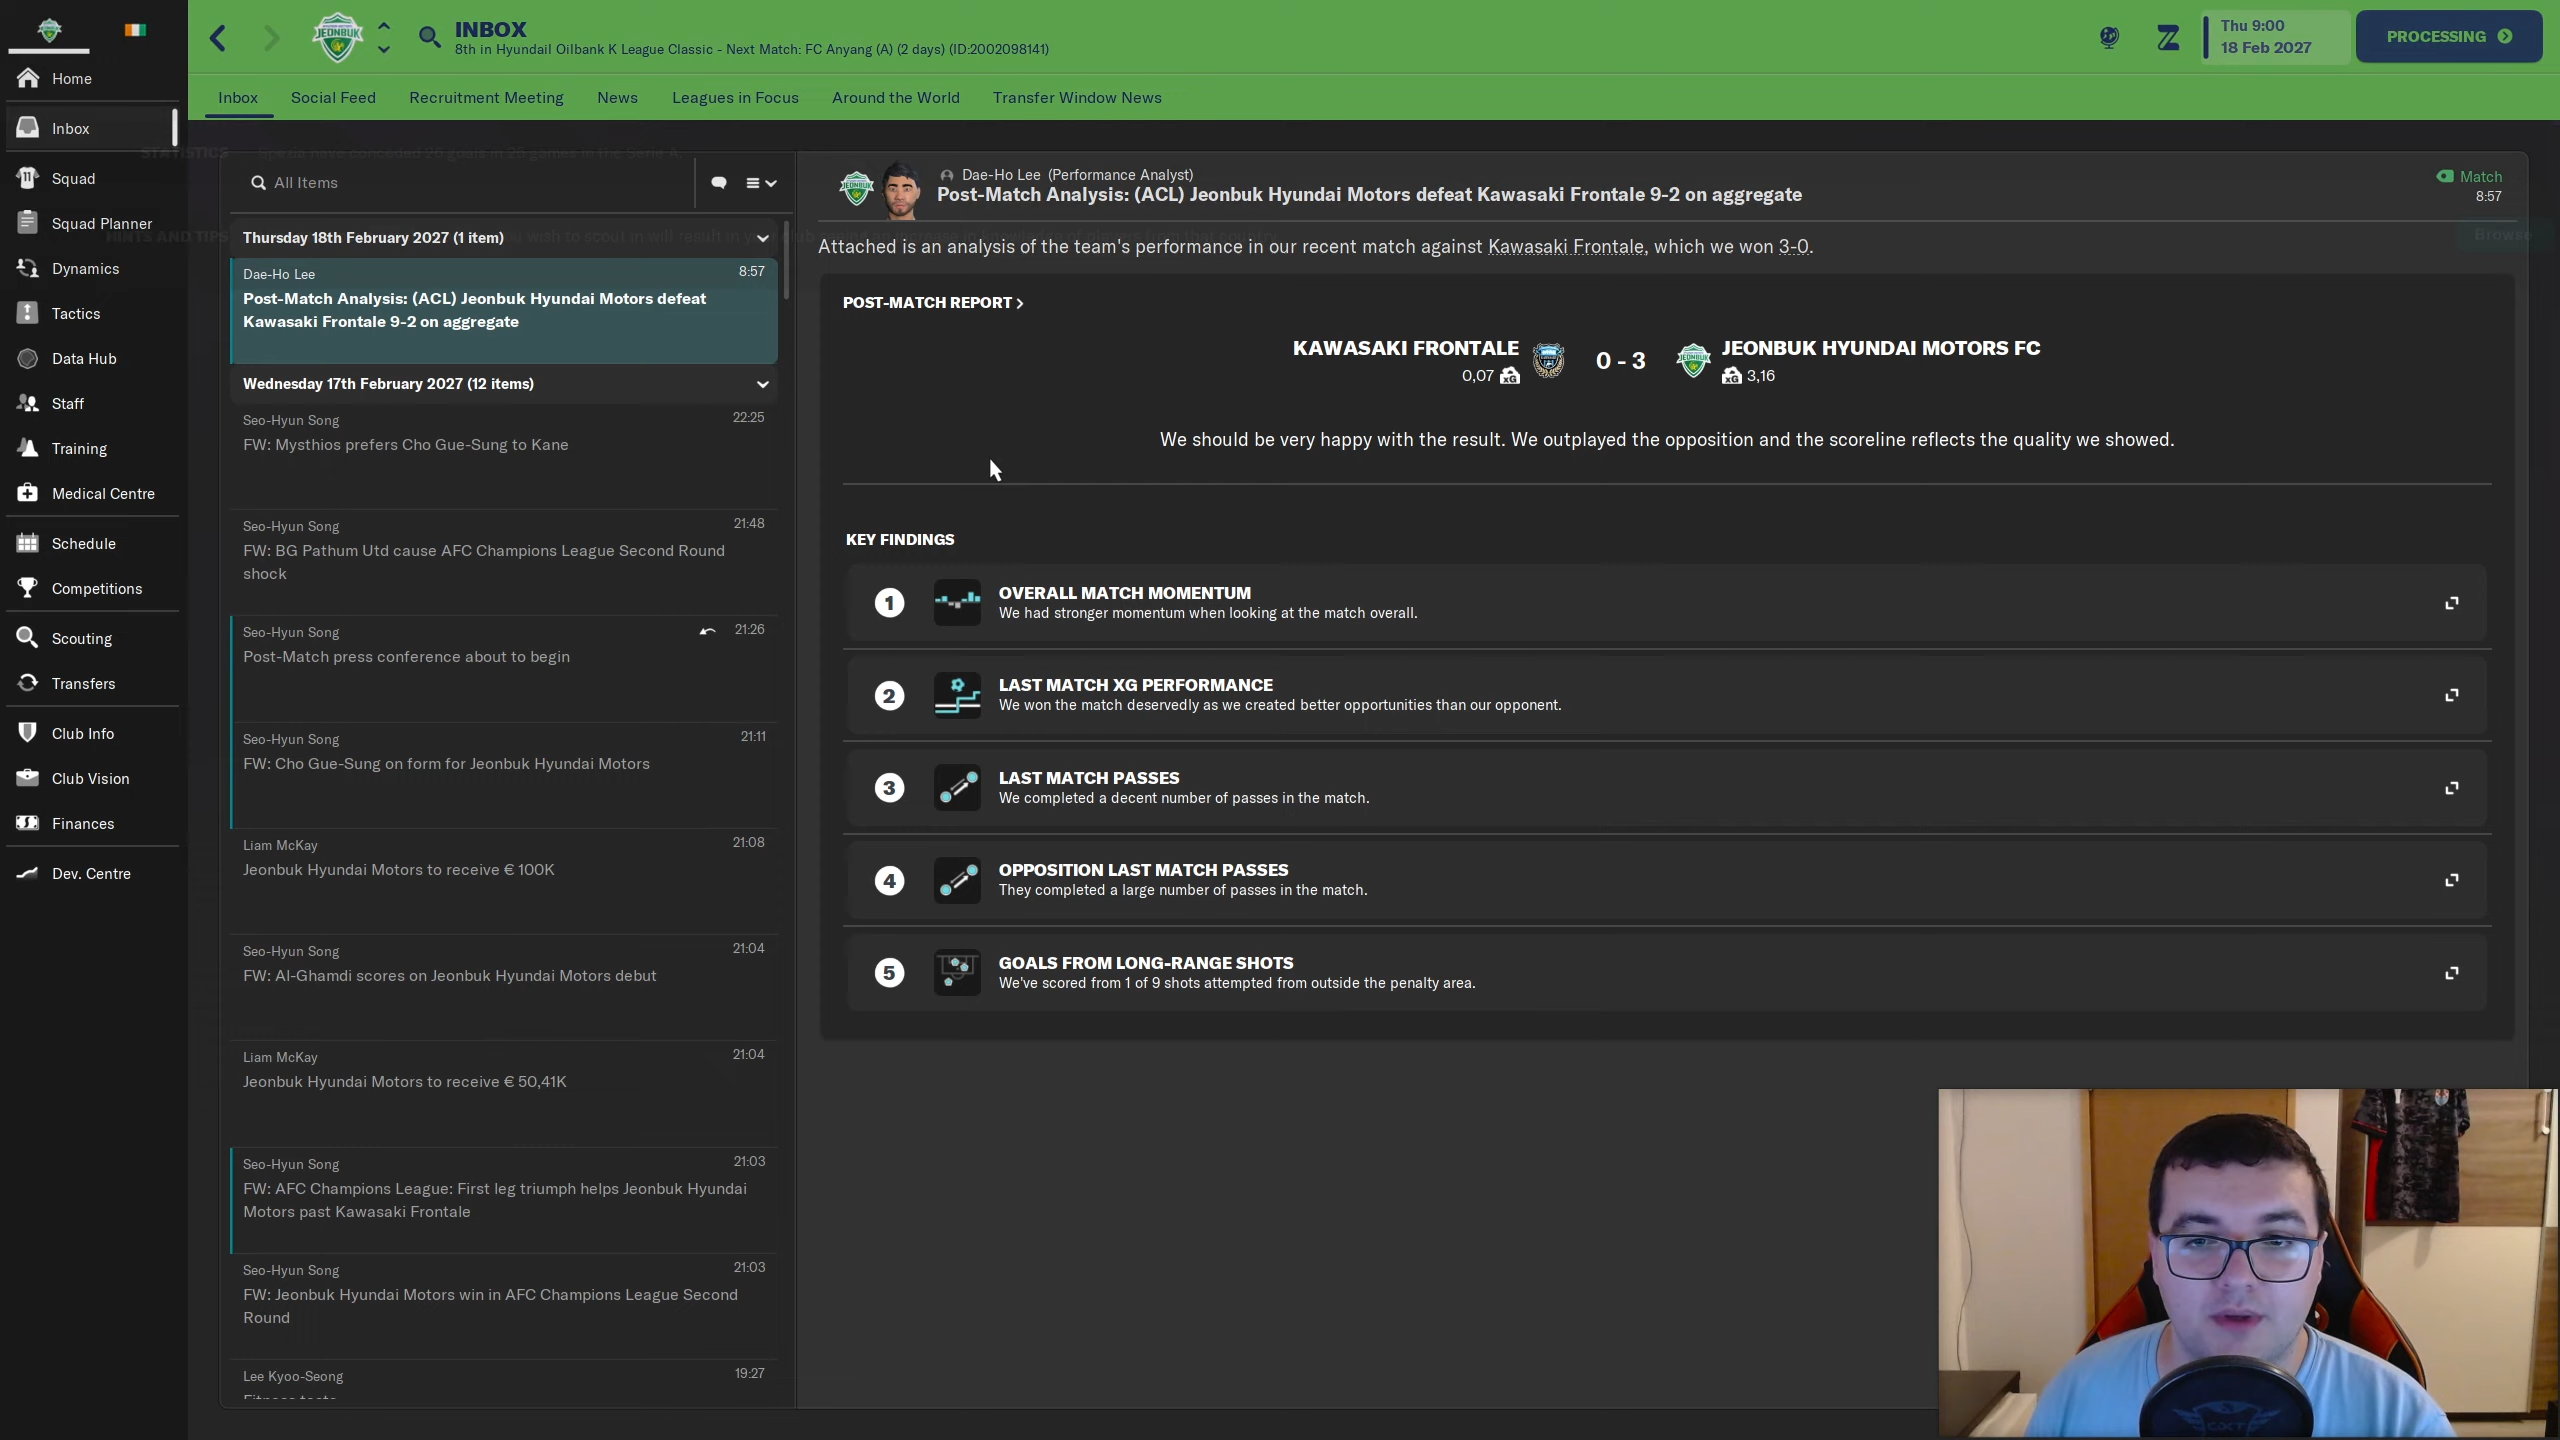 INBOX
8th in Hyundail Oilbank K League Classic - Next Match: FC Anyang (A) (2 days) (ID:2002098141)
Thu 9:00
18 Feb 2027
PROCESSING
Inbox
Social Feed
Recruitment Meeting
News
Leagues in Focus
Around the World
Transfer Window News
Home
Inbox
Squad
Squad Planner
Dynamics
Tactics
Data Hub
Staff
Training
Medical Centre
Schedule
Competitions
Scouting
Transfers
Club Info
Club Vision
Finances
Dev. Centre
STATISTICS
HINTS AND TIPS
All Items
Thursday 18th February 2027 (1 item)
Dae-Ho Lee
8:57
Post-Match Analysis: (ACL) Jeonbuk Hyundai Motors defeat
Kawasaki Frontale 9-2 on aggregate
Wednesday 17th February 2027 (12 items)
Seo-Hyun Song
22:25
FW: Mysthios prefers Cho Gue-Sung to Kane
Seo-Hyun Song
21:48
FW: BG Pathum Utd cause AFC Champions League Second Round
shock
Seo-Hyun Song
21:26
Post-Match press conference about to begin
Seo-Hyun Song
21:11
FW: Cho Gue-Sung on form for Jeonbuk Hyundai Motors
Liam McKay
21:08
Jeonbuk Hyundai Motors to receive € 100K
Seo-Hyun Song
21:04
FW: Al-Ghamdi scores on Jeonbuk Hyundai Motors debut
Liam McKay
21:04
Jeonbuk Hyundai Motors to receive € 50,41K
Seo-Hyun Song
21:03
FW: AFC Champions League: First leg triumph helps Jeonbuk Hyundai
Motors past Kawasaki Frontale
Seo-Hyun Song
21:03
FW: Jeonbuk Hyundai Motors win in AFC Champions League Second
Round
Lee Kyoo-Seong
19:27
Dae-Ho Lee (Performance Analyst)
Post-Match Analysis: (ACL) Jeonbuk Hyundai Motors defeat Kawasaki Frontale 9-2 on aggregate
Match
8:57
Browse
Attached is an analysis of the team's performance in our recent match against Kawasaki Frontale, which we won 3-0.
POST-MATCH REPORT
KAWASAKI FRONTALE
0,07 xG
0 - 3
JEONBUK HYUNDAI MOTORS FC
xG 3,16
We should be very happy with the result. We outplayed the opposition and the scoreline reflects the quality we showed.
KEY FINDINGS
1
OVERALL MATCH MOMENTUM
We had stronger momentum when looking at the match overall.
2
LAST MATCH XG PERFORMANCE
We won the match deservedly as we created better opportunities than our opponent.
3
LAST MATCH PASSES
We completed a decent number of passes in the match.
4
OPPOSITION LAST MATCH PASSES
They completed a large number of passes in the match.
5
GOALS FROM LONG-RANGE SHOTS
We've scored from 1 of 9 shots attempted from outside the penalty area.